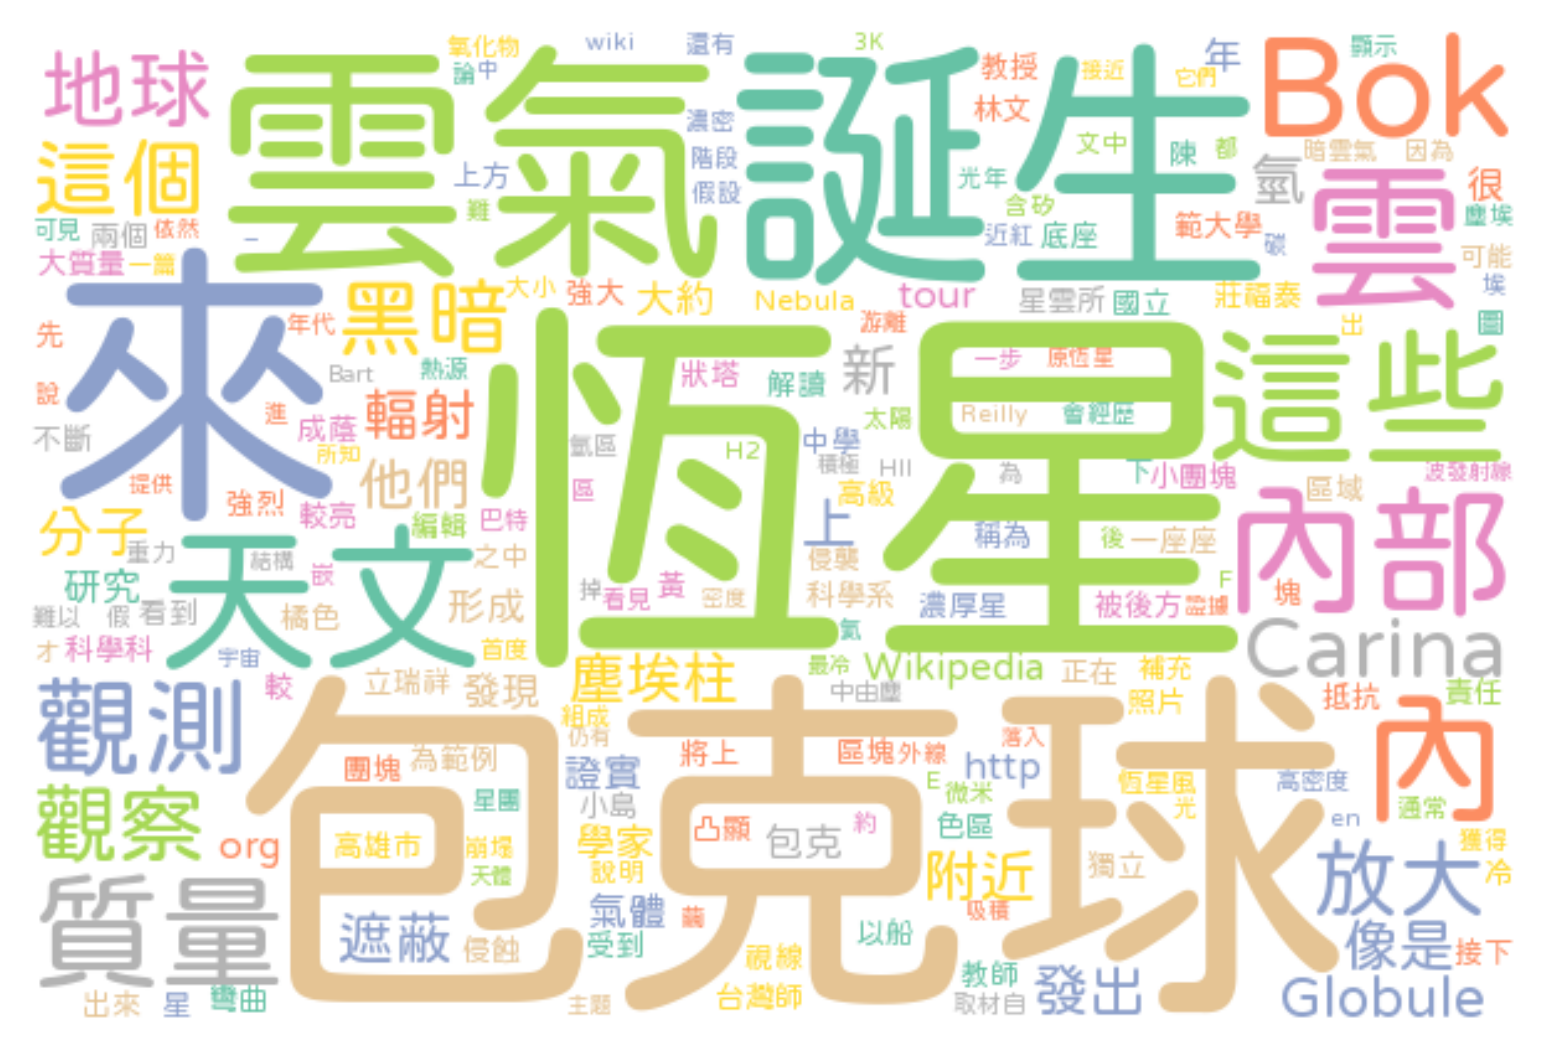 氧化物 wiki 還有 3K 顯示
論 中 教授 接近 年
地球 雲氣 誕生 它們 Bok
林文
濃密 文中 陳 都 暗雲氣 因為
這個 上方 階段 光年 氫 雲 很
假設 含矽
難 近紅 底座 範大學 碳 塵埃
可見 兩個 依然
大質量 一篇 可能
埃
來 黑暗 大小 強大 大約 Nebula tour 星雲所 國立 莊福泰
先 年代 游離 出 圖
恆星 這些
Bart 熱源 狀塔 解讀 新 一步 原恆星
說 進 輻射 太陽 Reilly 會經歷
不斷 成蔭 氫區 H2 中學
所知 他們 積極 HII 為 下 小團塊 波發射線
提供 區 高級 區域
強烈 較亮 巴特 上 內部
分子 編輯 稱為 後 一座座
重力 天文 結構 之中 侵襲
研究 嵌 掉 看見 黃 密度 科學系 F
難以 假 看到 橘色 形成 濃厚星 被後方 證據 塊
才 科學科 宇宙 首度 氦 Carina
較 立瑞祥 發現 塵埃柱 最冷 Wikipedia 正在 補充
觀測 中由塵 照片 抵抗 責任
包克球 組成 內
仍有 落入
團塊 為範例 證實 將上 區塊 外線 http 恆星風 高密度
觀察 星團 小島 E 微米 光 通常
org 高雄市 崩塌 學家 凸顯 包克 約 色區 en 獲得
天體 說明 附近 獨立 放大 冷
質量 遮蔽 侵蝕 氣體 繭 以船 吸積
受到 視線 像是 接下
出來 星 彎曲 主題 台灣師 教師 取材自 發出 Globule